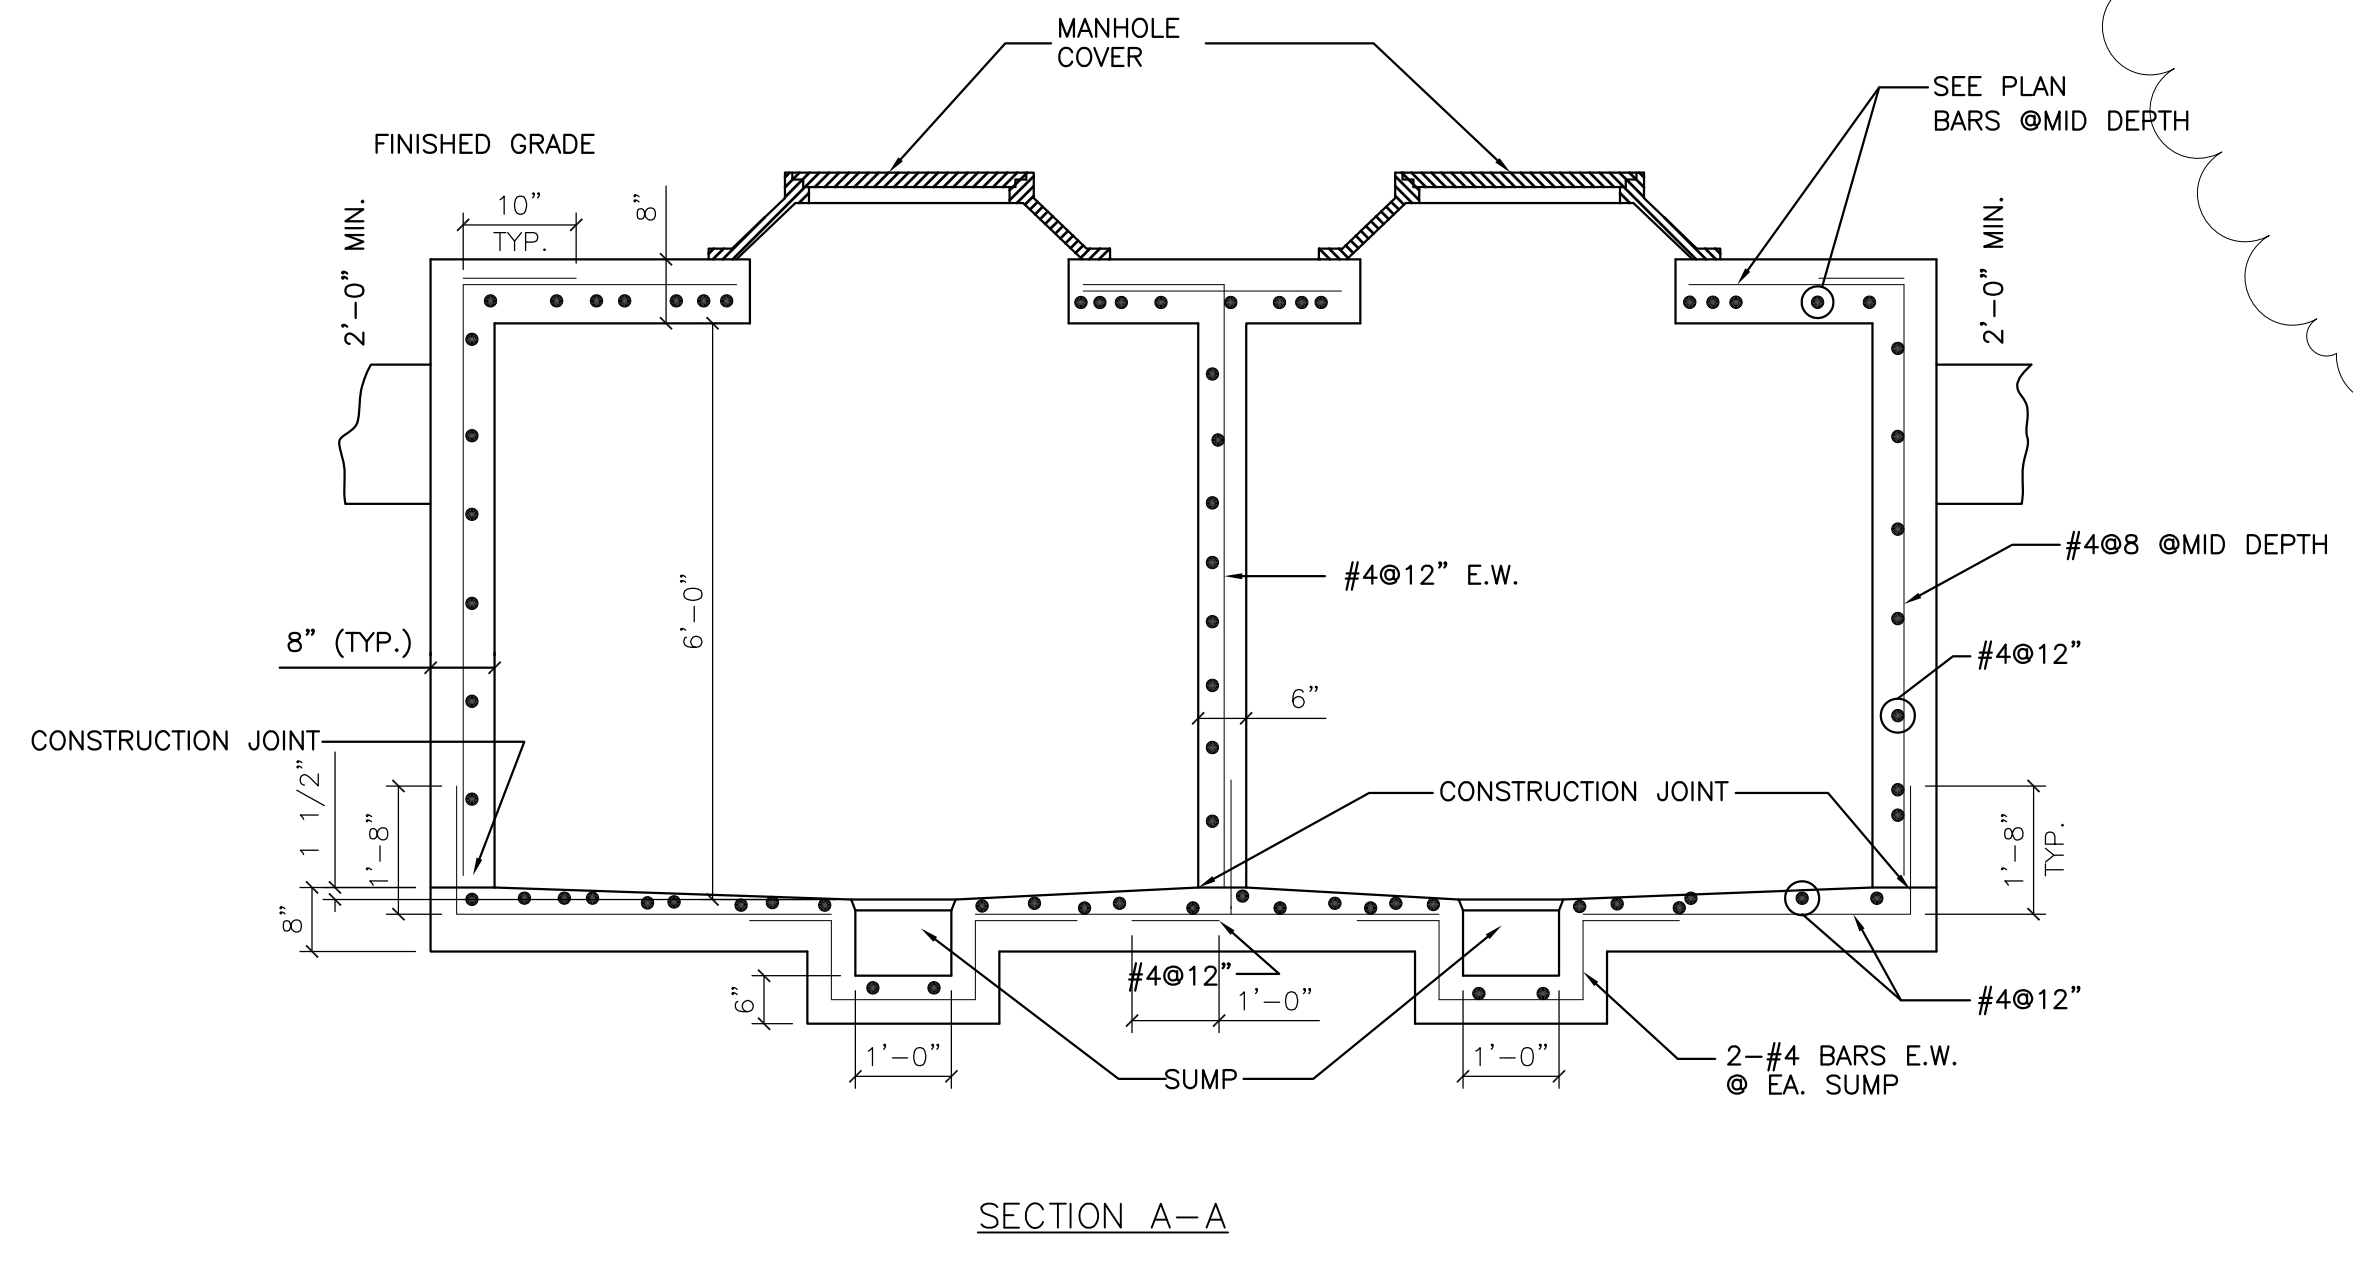 MANHOLE
COVER
SEE PLAN
BARS @MID DEPTH
FINISHED GRADE
10"
TYP.
8"
2'-0" MIN.
2'-0" MIN.
#4@8 @MID DEPTH
#4@12" E.W.
6'-0"
8" (TYP.)
#4@12"
6"
CONSTRUCTION JOINT
1 1/2"
1'-8"
8"
CONSTRUCTION JOINT
1'-8"
TYP.
#4@12"
1'-0"
6"
#4@12"
1'-0"
SUMP
1'-0"
2-#4 BARS E.W.
@ EA. SUMP
SECTION A-A